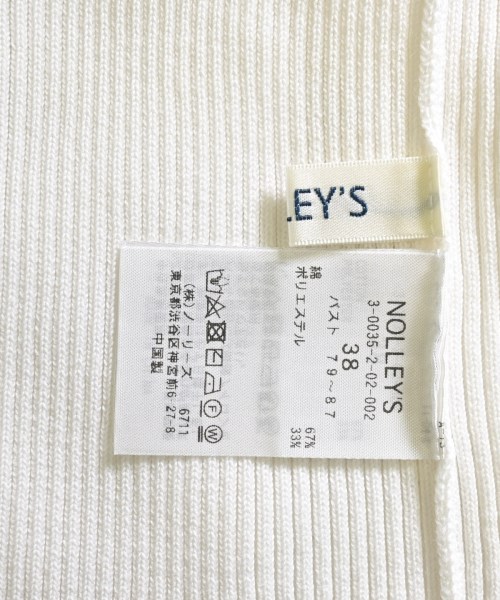 LEY'S
NOLLEY'S
3-0035-2-02-002
38
バスト 79～87
綿 67%
ポリエステル 33%
F W
(株)ノーリーズ 6711
東京都渋谷区神宮前6-27-8
中国製